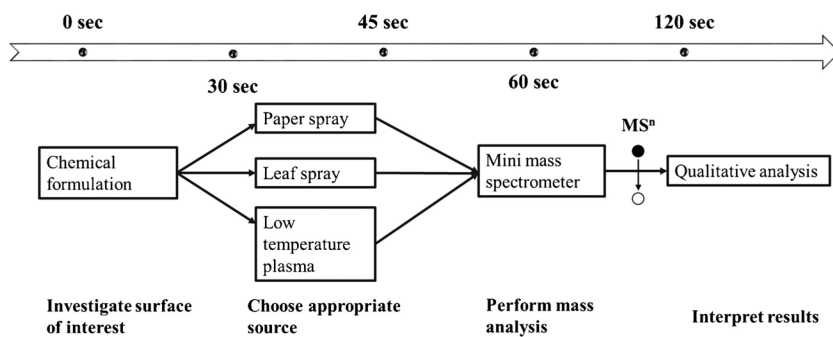 0 sec
45 sec
120 sec
30 sec
60 sec
Paper spray
MSⁿ
Chemical
formulation
Leaf spray
Mini mass
spectrometer
Qualitative analysis
Low
temperature
plasma
Investigate surface
of interest
Choose appropriate
source
Perform mass
analysis
Interpret results